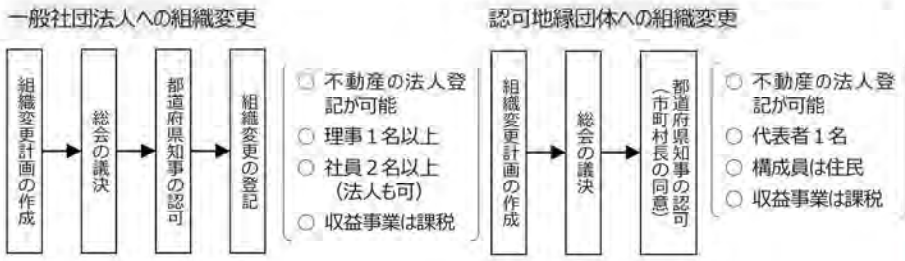 一般社団法人への組織変更
組織変更計画の作成
総会の議決
都道府県知事の認可
組織変更の登記
○ 不動産の法人登
記が可能
○ 理事１名以上
○ 社員２名以上
（法人も可）
○ 収益事業は課税
認可地縁団体への組織変更
組織変更計画の作成
総会の議決
都道府県知事の認可
（市町村長の同意）
○ 不動産の法人登
記が可能
○ 代表者１名
○ 構成員は住民
○ 収益事業は課税